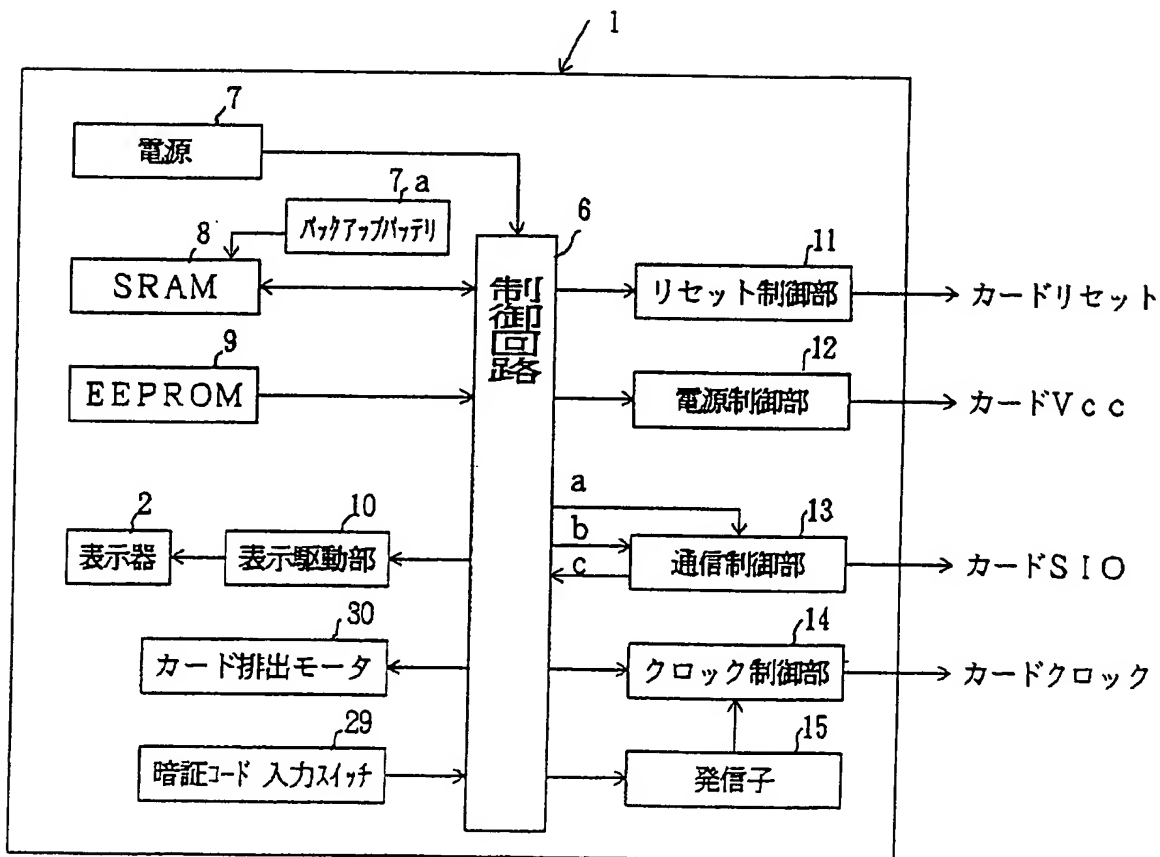 1
7
電源
7a
バックアップバッテリ
8
SRAM
9
EEPROM
2
表示器
10
表示駆動部
30
カード排出モータ
29
暗証コード 入力スイッチ
6
制御回路
11
リセット制御部
カードリセット
12
電源制御部
カードVcc
a
b
c
13
通信制御部
カードSIO
14
クロック制御部
カードクロック
15
発信子